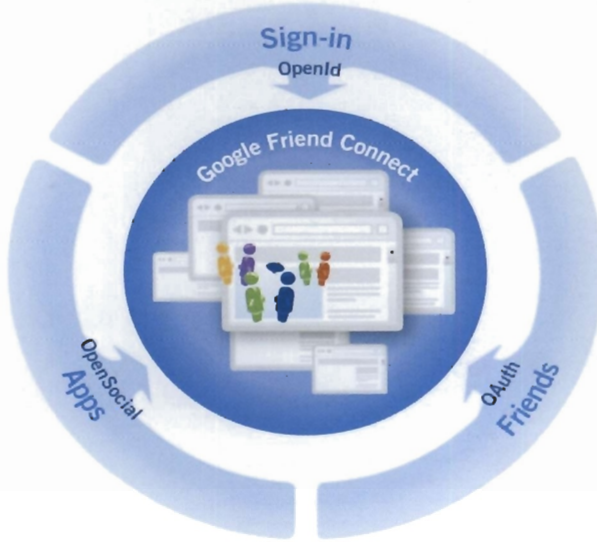 Sign-in
OpenId
Google Friend Connect
OpenSocial
Apps
OAuth
Friends